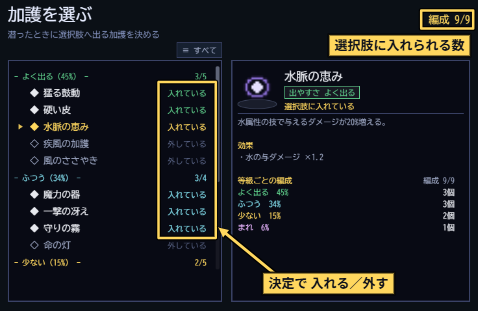 加護を選ぶ
潜ったときに選択肢へ出る加護を決める
編成 9/9
選択肢に入れられる数
≡ すべて
- よく出る (45%) - 3/5
◆ 猛る鼓動 入れている
◆ 硬い皮 入れている
▶ ◆ 水脈の恵み 入れている
◇ 疾風の加護 外している
◇ 風のささやき 外している
- ふつう (34%) - 3/4
◆ 魔力の器 入れている
◆ 一撃の冴え 入れている
◆ 守りの霧 入れている
◇ 命の灯 外している
- 少ない (15%) - 2/5
水脈の恵み
出やすさ よく出る
選択肢に入れている
水属性の技で与えるダメージが20%増える。
効果
・水の与ダメージ ×1.2
等級ごとの編成 編成 9/9
よく出る 45% 3個
ふつう 34% 3個
少ない 15% 2個
まれ 6% 1個
決定で 入れる／外す